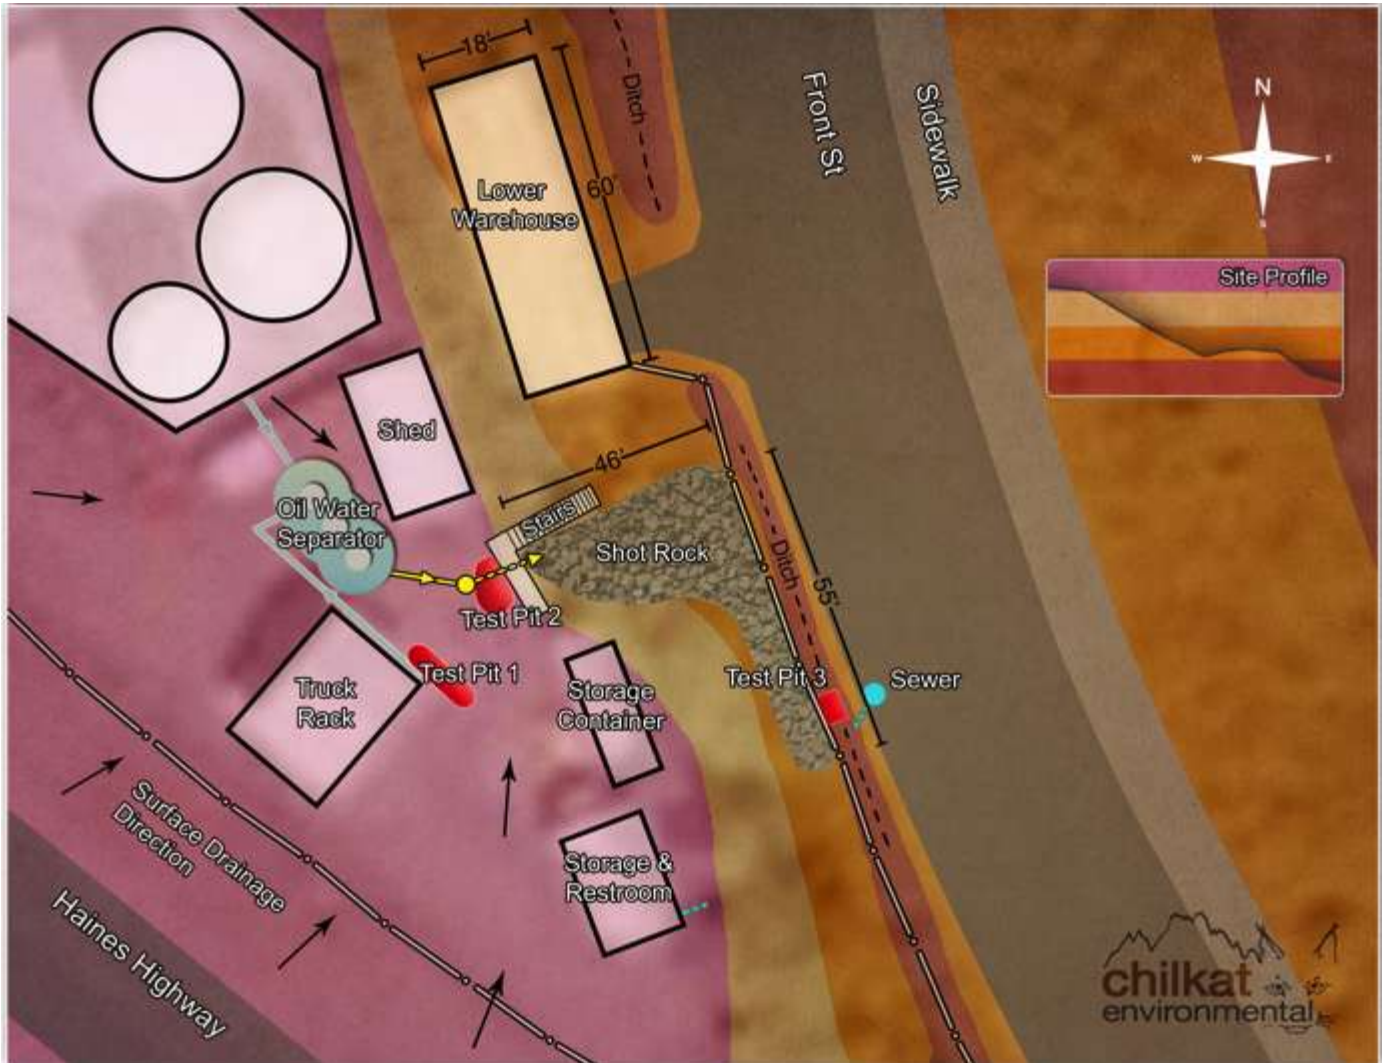 18'
Ditch
Front St
Sidewalk
N
W
E
S
Lower
Warehouse
60'
Site Profile
Shed
46'
Oil Water
Separator
Stairs
Shot Rock
Ditch
55'
Test Pit 2
Test Pit 1
Test Pit 3
Sewer
Truck
Rack
Storage
Container
Surface Drainage
Direction
Storage &
Restroom
Haines Highway
chilkat
environmental